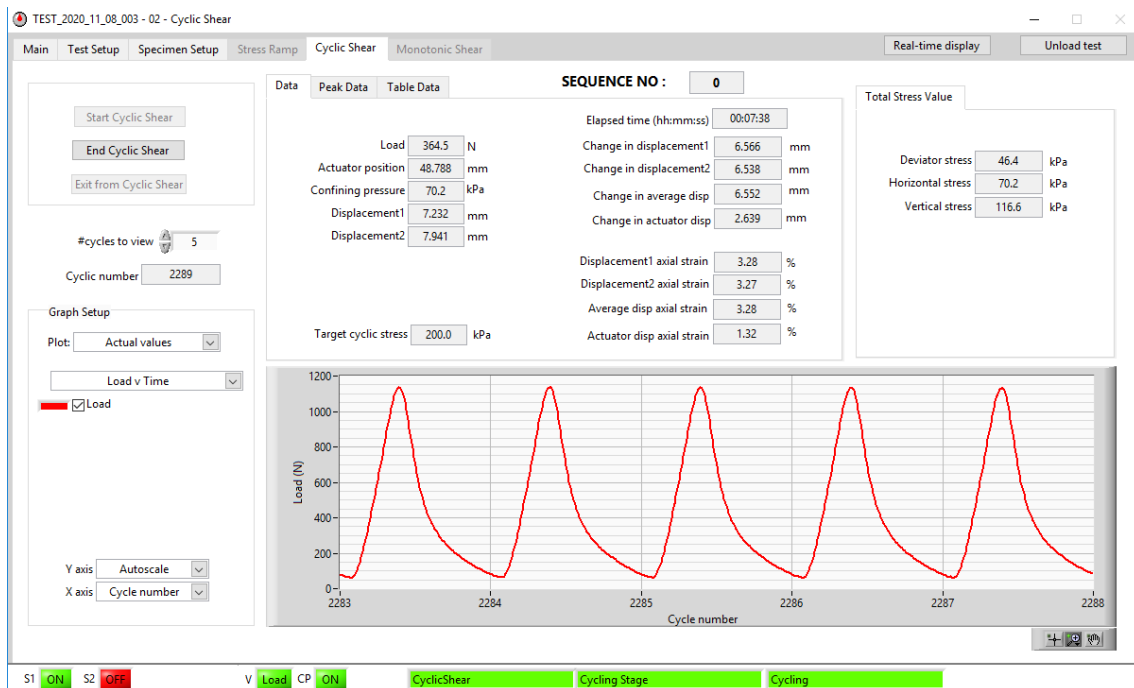 TEST_2020_11_08_003 - 02 - Cyclic Shear
Main Test Setup Specimen Setup Stress Ramp Cyclic Shear Monotonic Shear Real-time display Unload test
Start Cyclic Shear
End Cyclic Shear
Exit from Cyclic Shear
#cycles to view 5
Cyclic number 2289
Graph Setup
Plot: Actual values
Load v Time
Load
Y axis Autoscale
X axis Cycle number
Data Peak Data Table Data
SEQUENCE NO : 0
Load 364.5 N
Actuator position 48.788 mm
Confining pressure 70.2 kPa
Displacement1 7.232 mm
Displacement2 7.941 mm
Target cyclic stress 200.0 kPa
Elapsed time (hh:mm:ss) 00:07:38
Change in displacement1 6.566 mm
Change in displacement2 6.538 mm
Change in average disp 6.552 mm
Change in actuator disp 2.639 mm
Displacement1 axial strain 3.28 %
Displacement2 axial strain 3.27 %
Average disp axial strain 3.28 %
Actuator disp axial strain 1.32 %
Total Stress Value
Deviator stress 46.4 kPa
Horizontal stress 70.2 kPa
Vertical stress 116.6 kPa
1200
1000
800
600
400
200
0
Load (N)
2283 2284 2285 2286 2287 2288
Cycle number
S1 ON S2 OFF V Load CP ON CyclicShear Cycling Stage Cycling